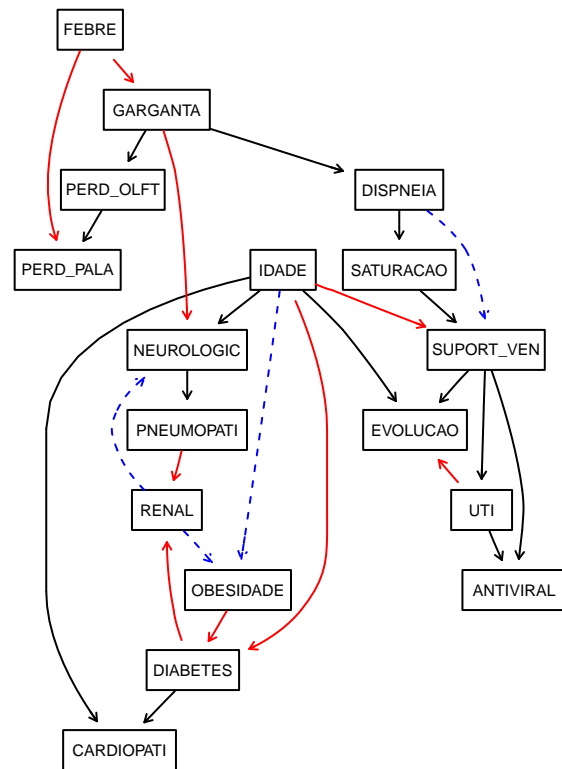 FEBRE
GARGANTA
PERD_OLFT
DISPNEIA
PERD_PALA
IDADE
SATURACAO
NEUROLOGIC
SUPORT_VEN
PNEUMOPATI
EVOLUCAO
RENAL
UTI
OBESIDADE
ANTIVIRAL
DIABETES
CARDIOPATI